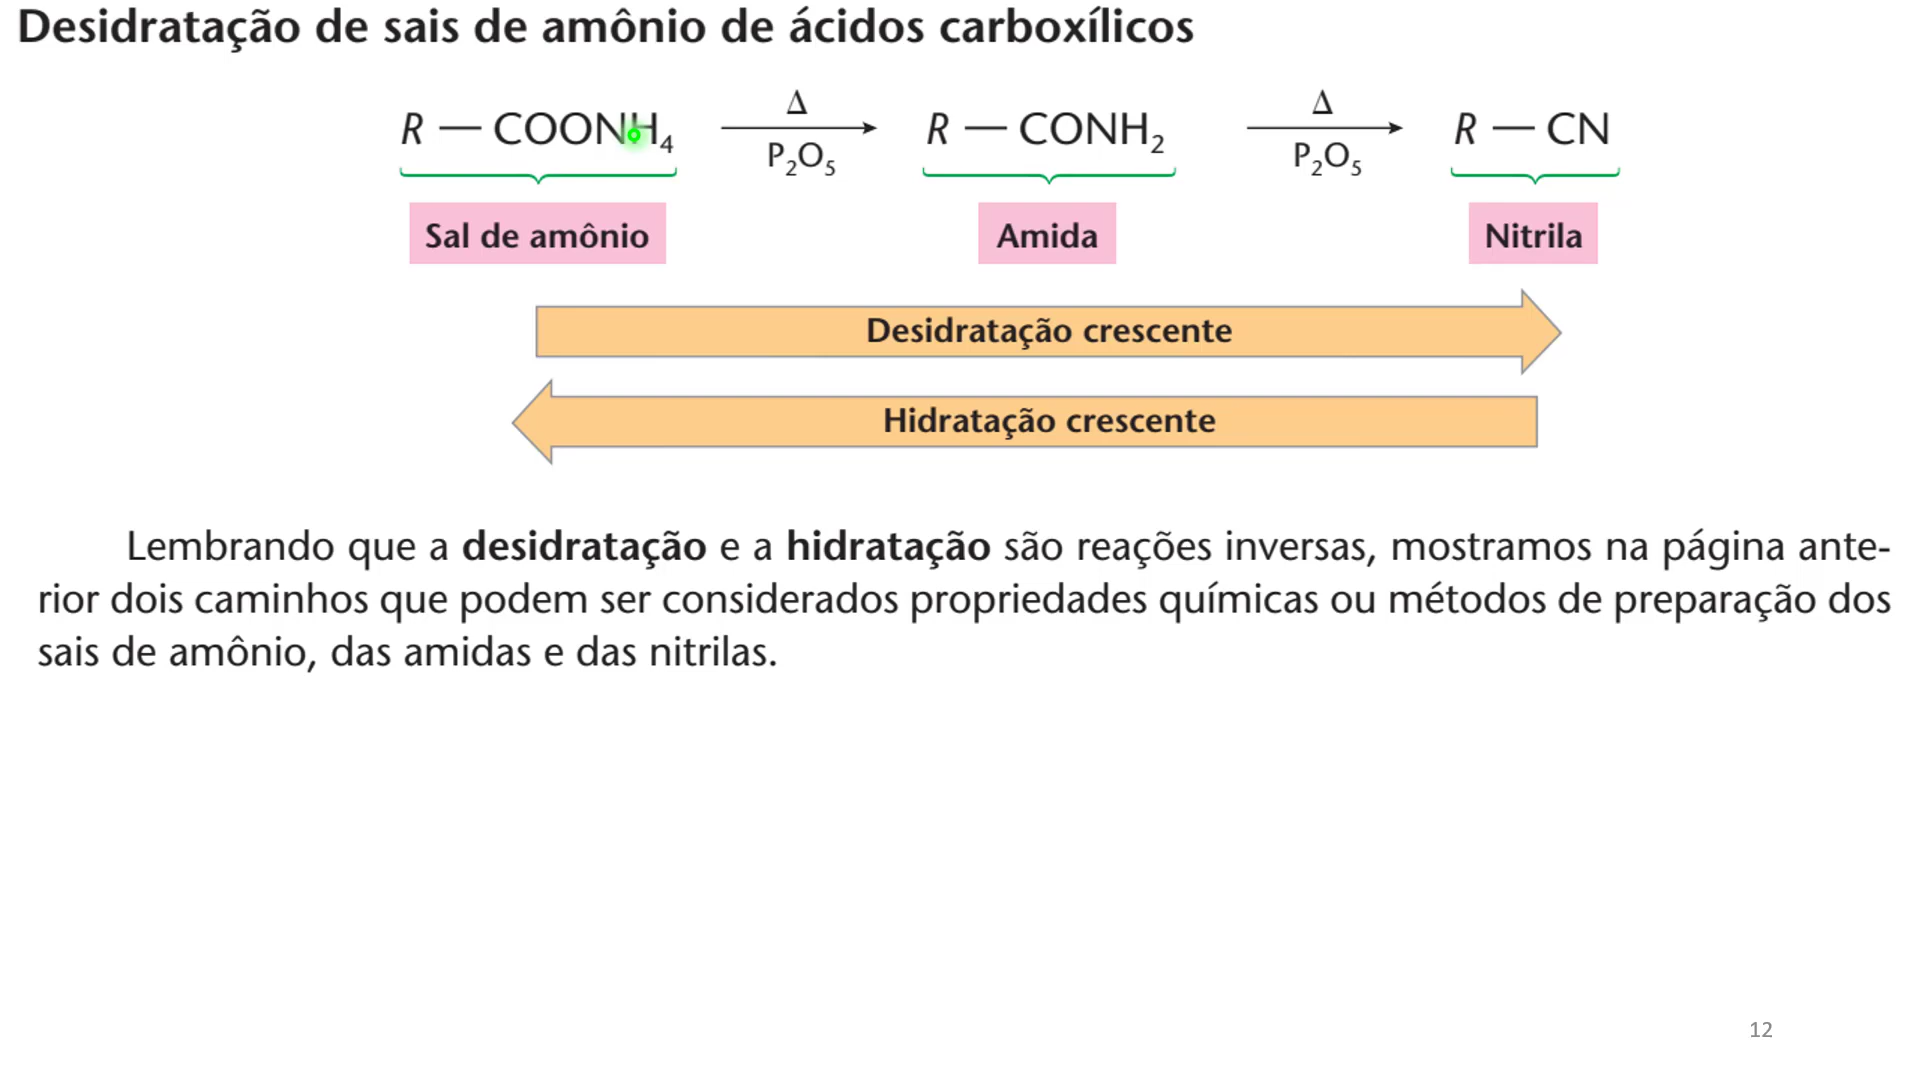 Desidratação de sais de amônio de ácidos carboxílicos
R — COONH₄ Δ P₂O₅ R — CONH₂ Δ P₂O₅ R — CN
Sal de amônio Amida Nitrila
Desidratação crescente
Hidratação crescente
Lembrando que a desidratação e a hidratação são reações inversas, mostramos na página ante-
rior dois caminhos que podem ser considerados propriedades químicas ou métodos de preparação dos
sais de amônio, das amidas e das nitrilas.
12